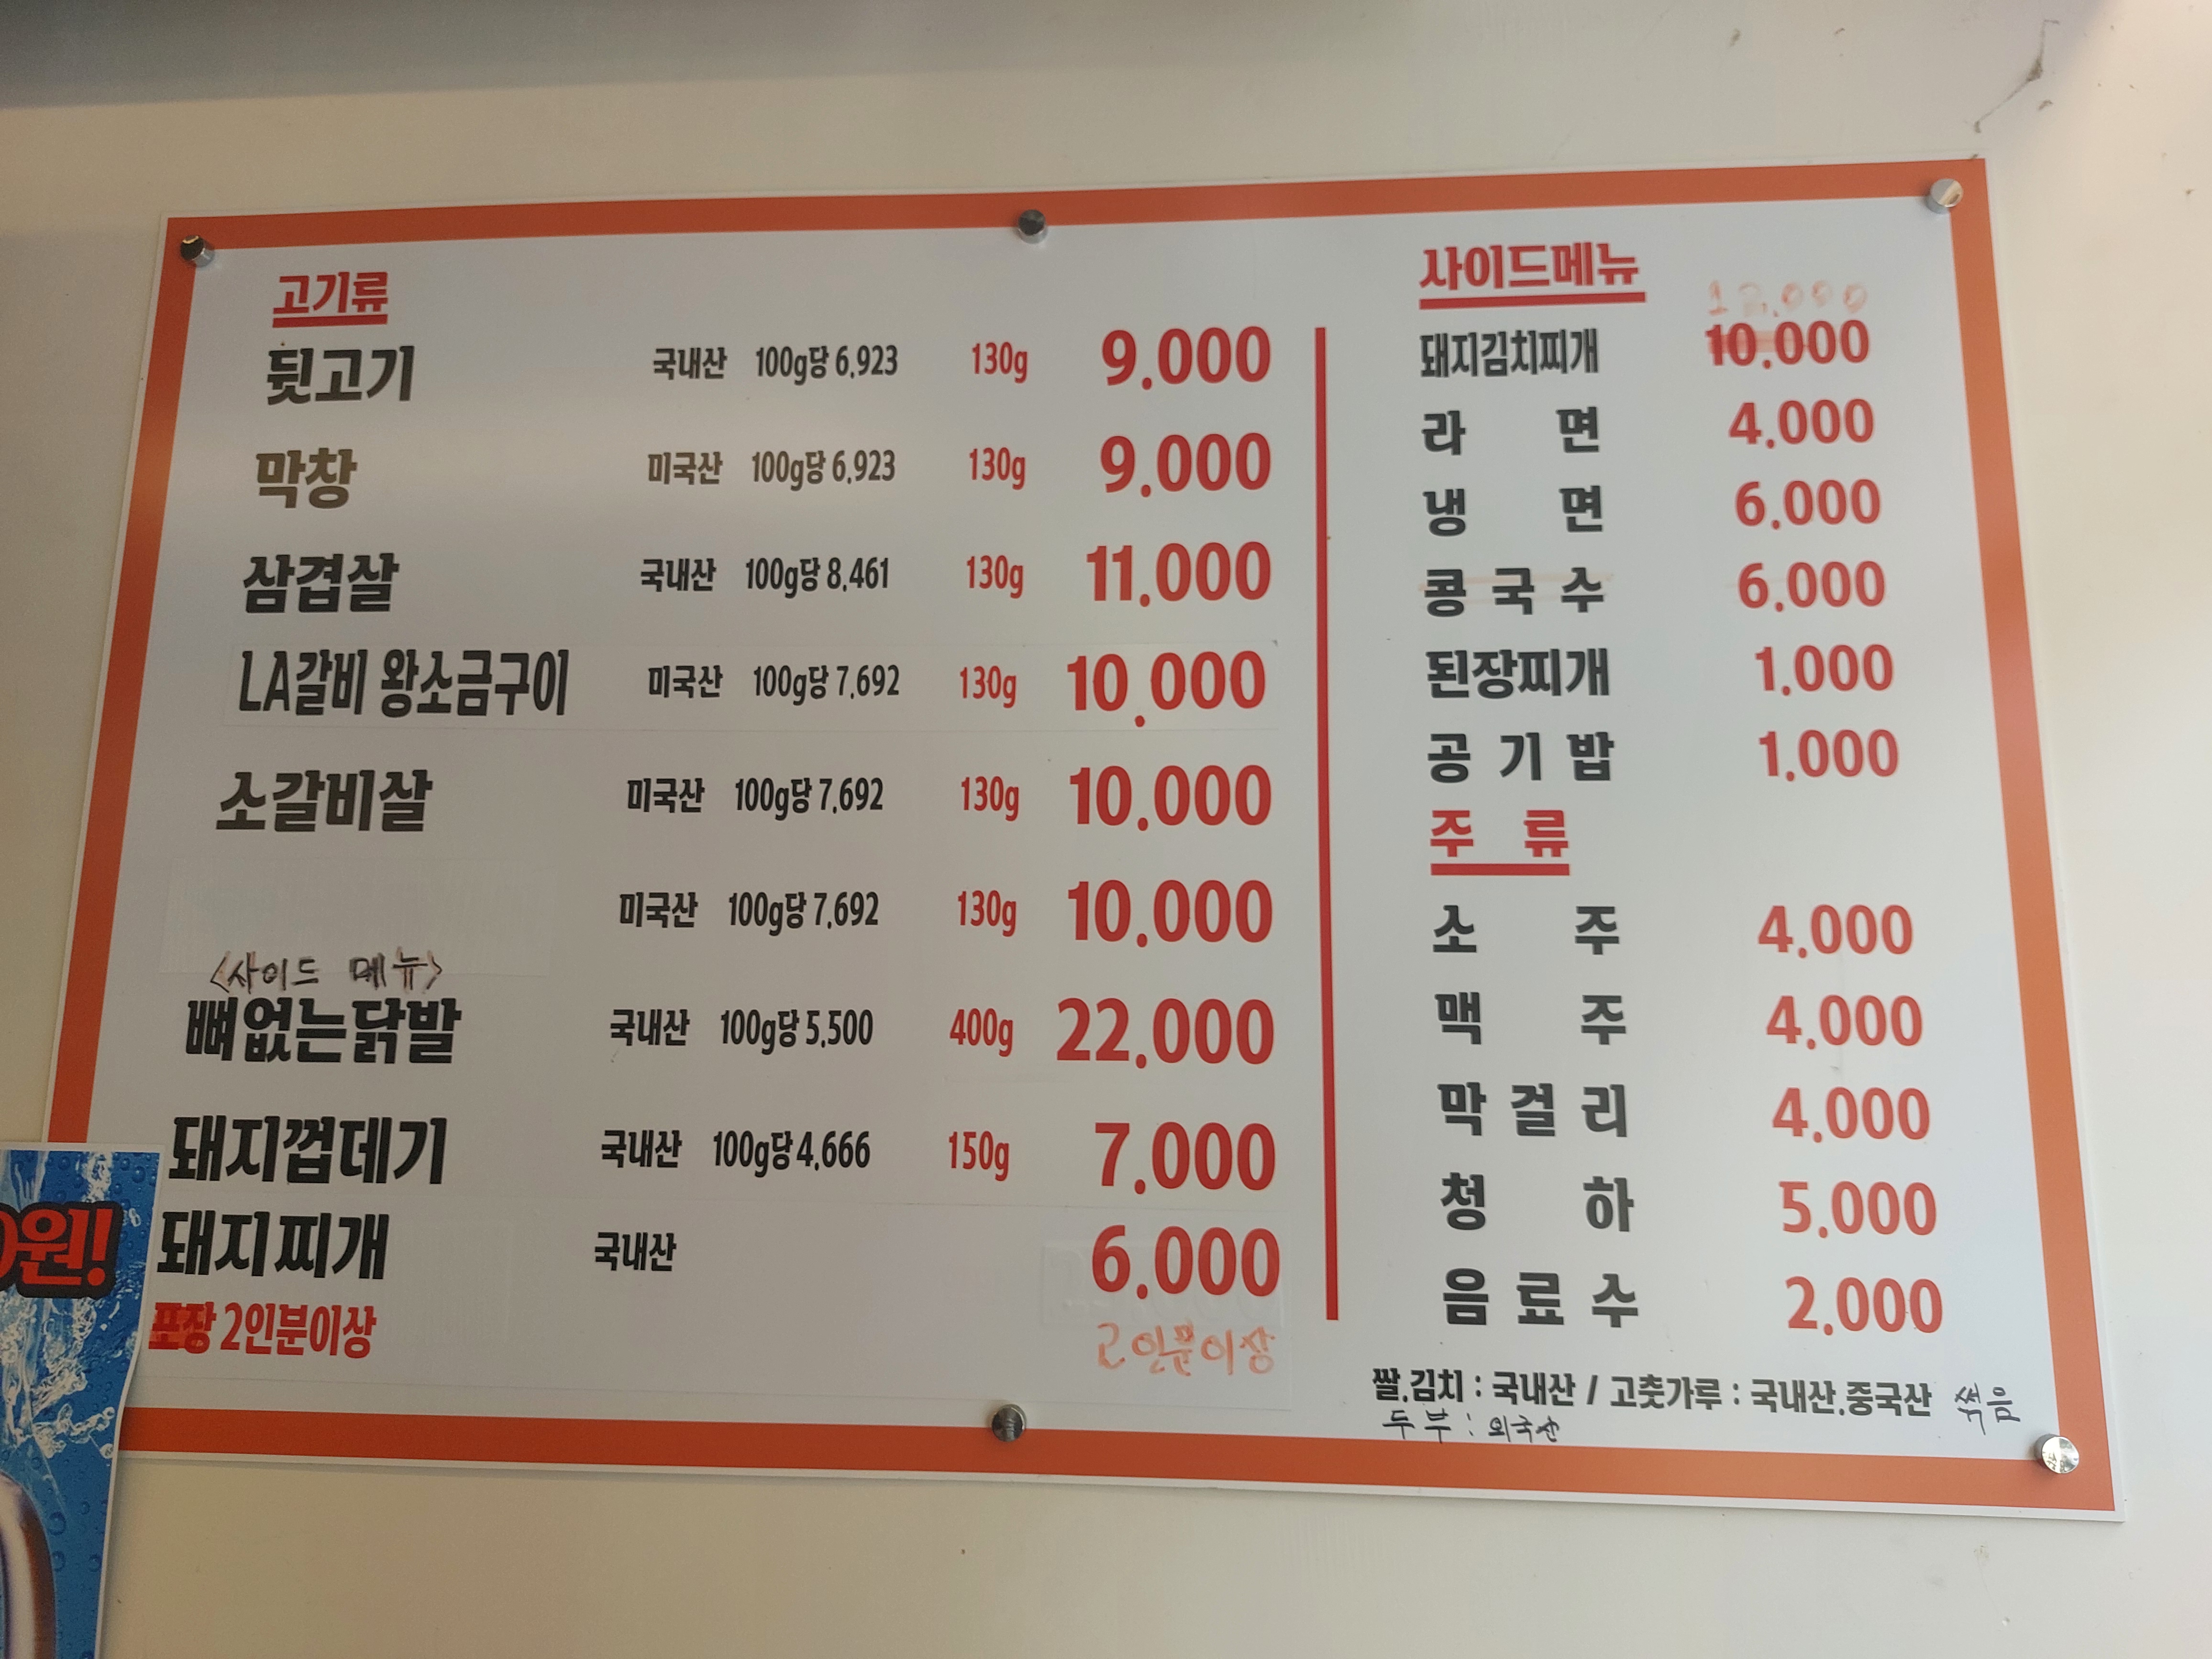 고기류
뒷고기 국내산 100g당 6,923 130g 9.000
막창 미국산 100g당 6,923 130g 9.000
삼겹살 국내산 100g당 8,461 130g 11.000
LA갈비 왕소금구이 미국산 100g당 7,692 130g 10.000
소갈비살 미국산 100g당 7,692 130g 10.000
미국산 100g당 7,692 130g 10.000
<사이드 메뉴>
뼈없는닭발 국내산 100g당 5,500 400g 22.000
돼지껍데기 국내산 100g당 4,666 150g 7.000
돼지찌개 국내산 6.000
포장 2인분이상 2인분이상
사이드메뉴
돼지김치찌개 10.000
라면 4.000
냉면 6.000
콩국수 6.000
된장찌개 1.000
공기밥 1.000
주류
소주 4.000
맥주 4.000
막걸리 4.000
청하 5.000
음료수 2.000
쌀.김치 : 국내산 / 고춧가루 : 국내산.중국산 썩음
두부 : 외국산
원!